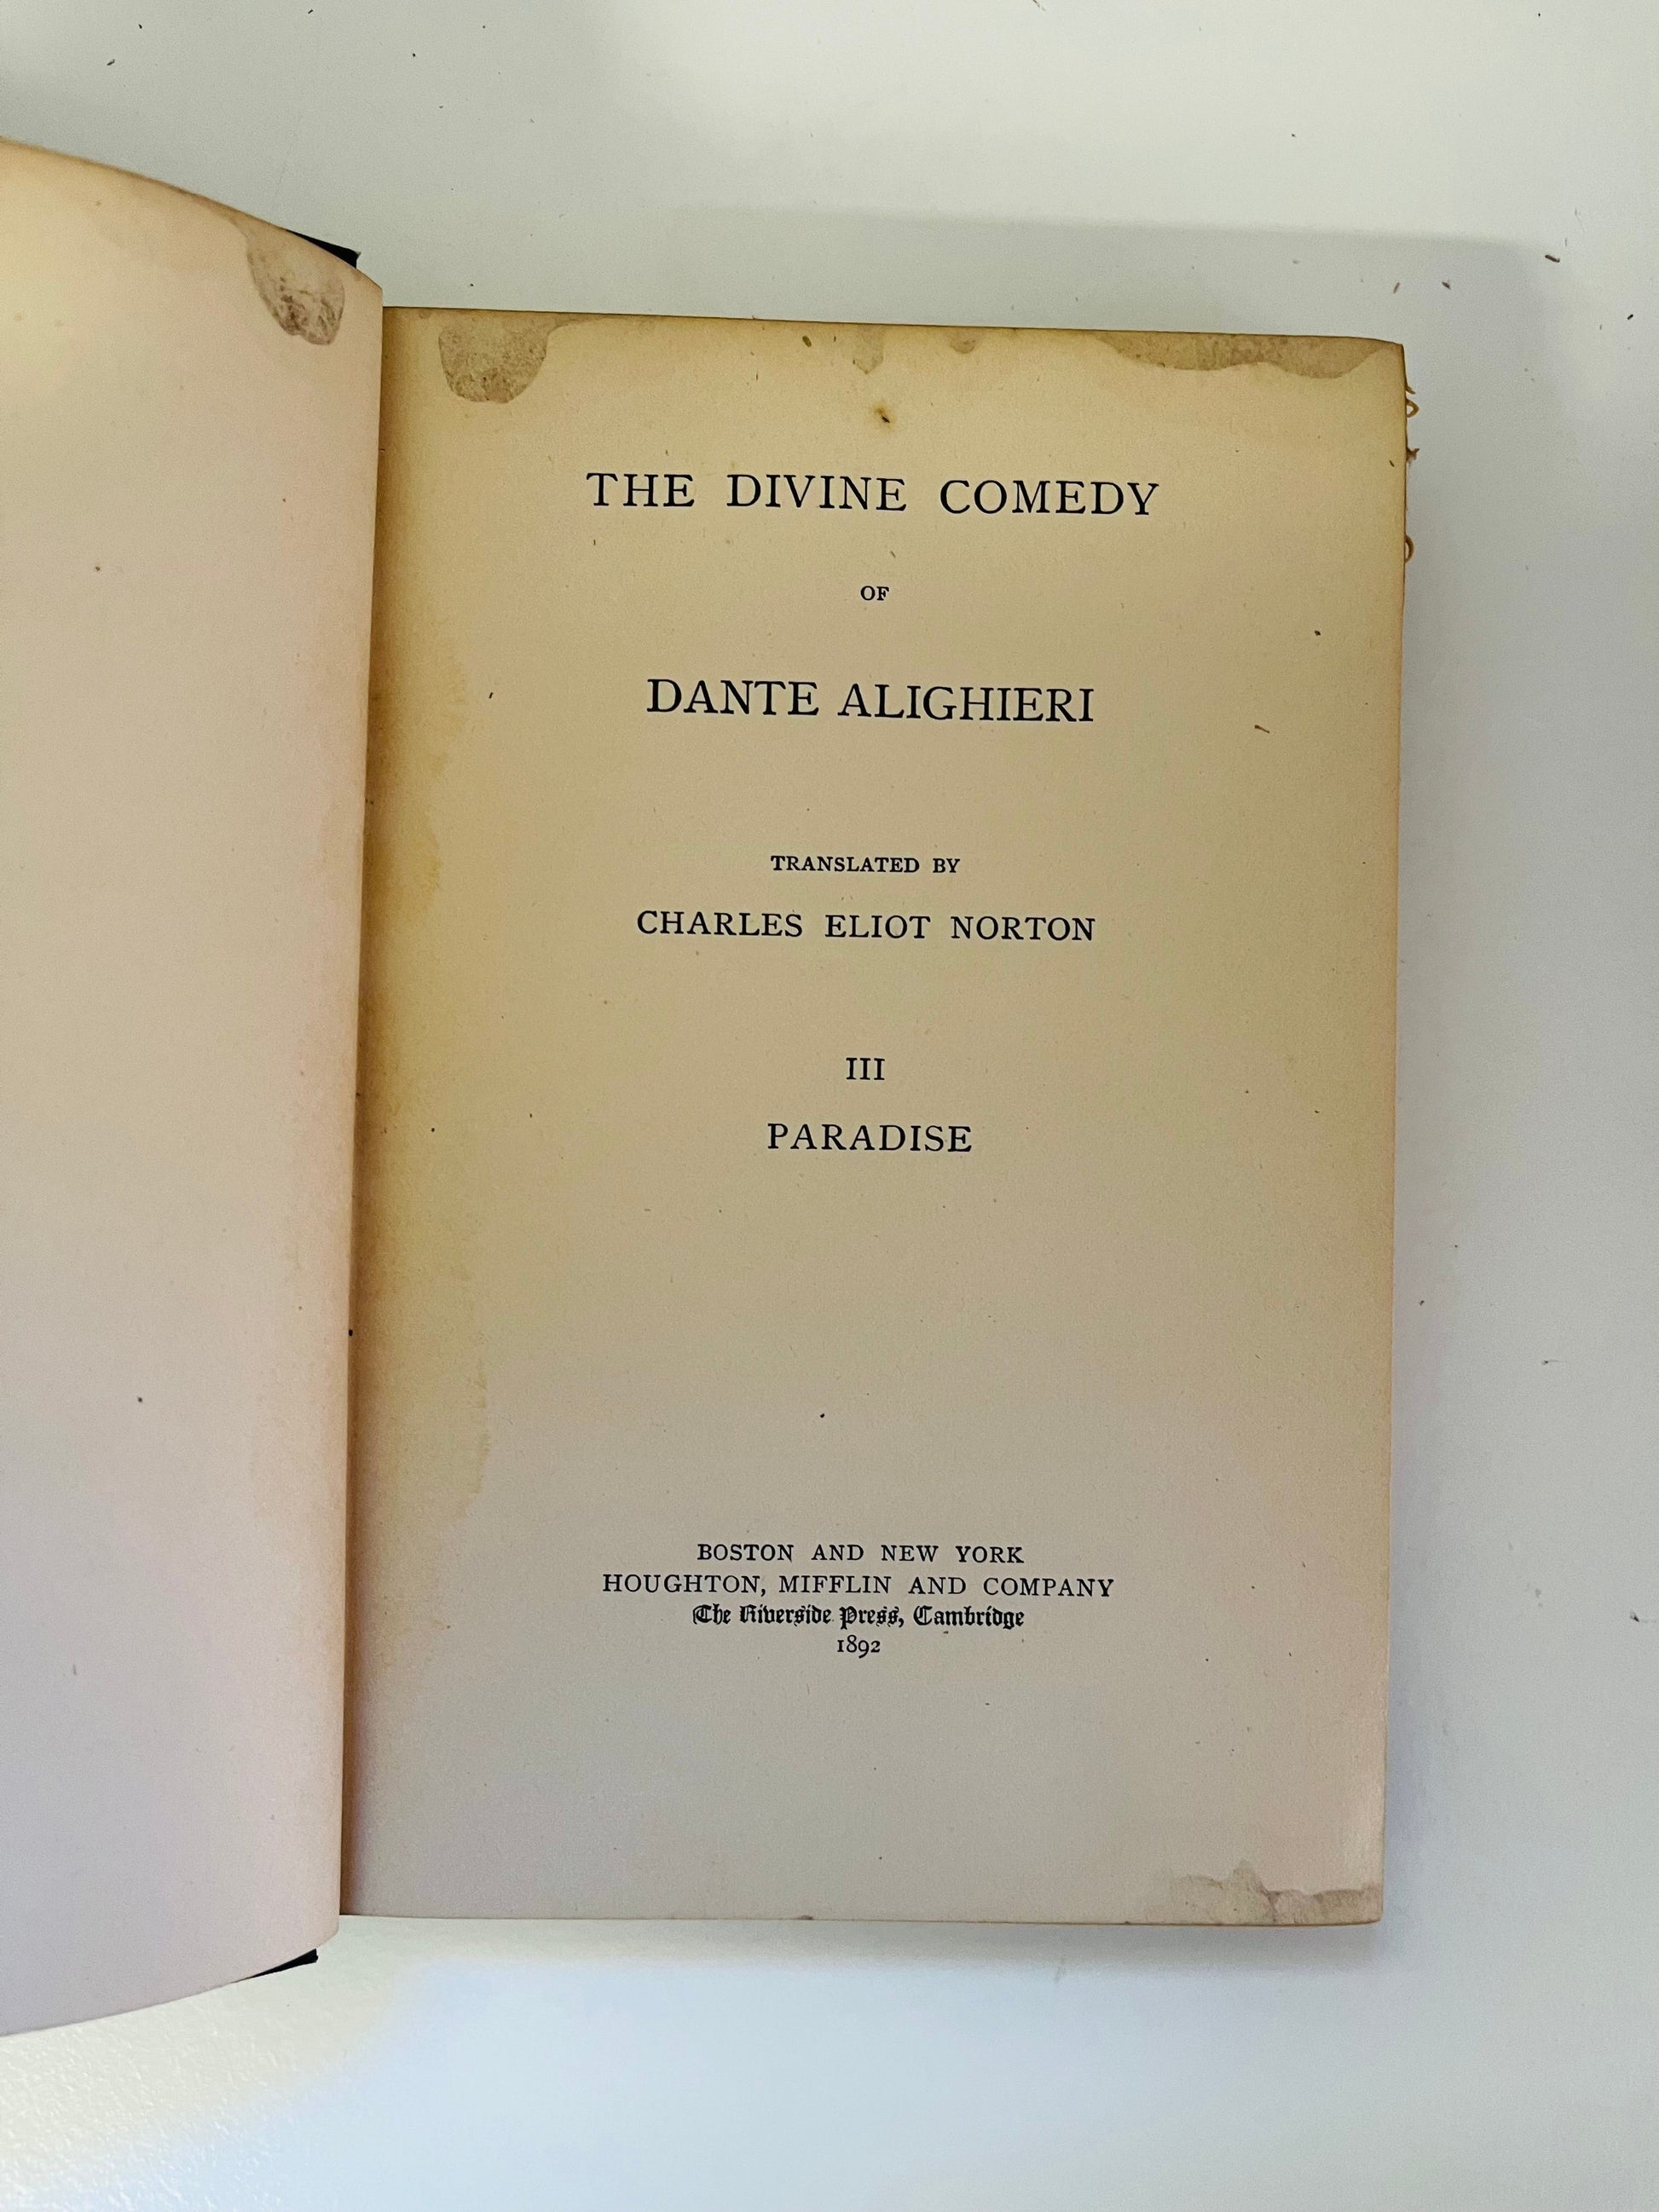 THE DIVINE COMEDY
OF
DANTE ALIGHIERI
TRANSLATED BY
CHARLES ELIOT NORTON
III
PARADISE
BOSTON AND NEW YORK
HOUGHTON, MIFFLIN AND COMPANY
The Riverside Press, Cambridge
1892